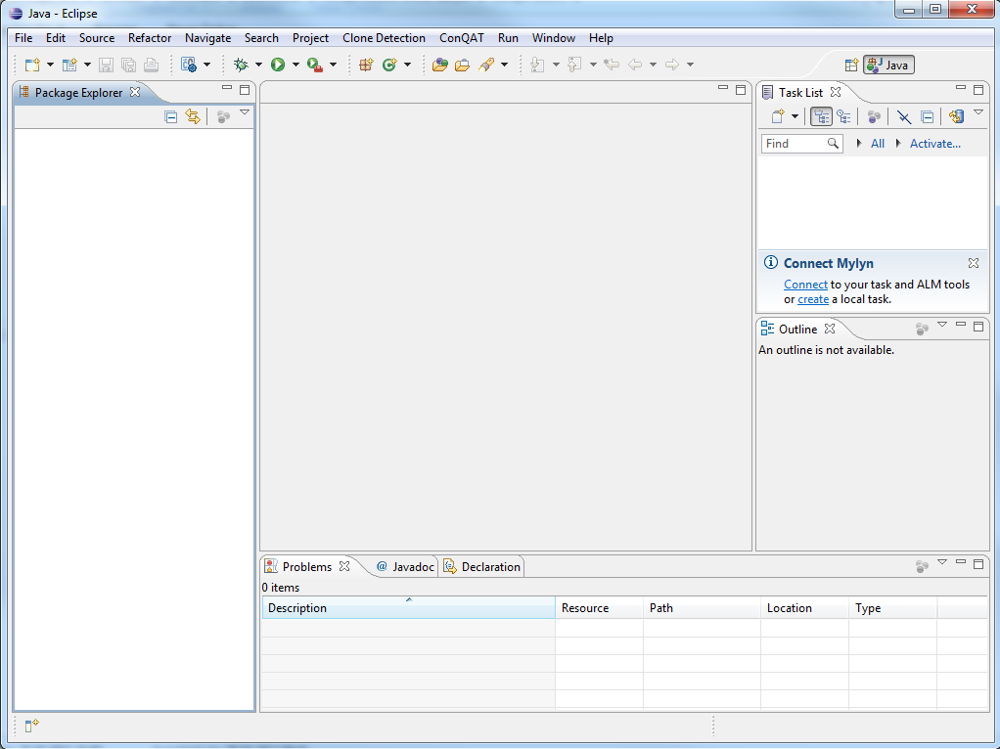 Java - Eclipse
File Edit Source Refactor Navigate Search Project Clone Detection ConQAT Run Window Help
Java
Package Explorer
Task List
Find All Activate...
Connect Mylyn
Connect to your task and ALM tools
or create a local task.
Outline
An outline is not available.
Problems @ Javadoc Declaration
0 items
Description Resource Path Location Type